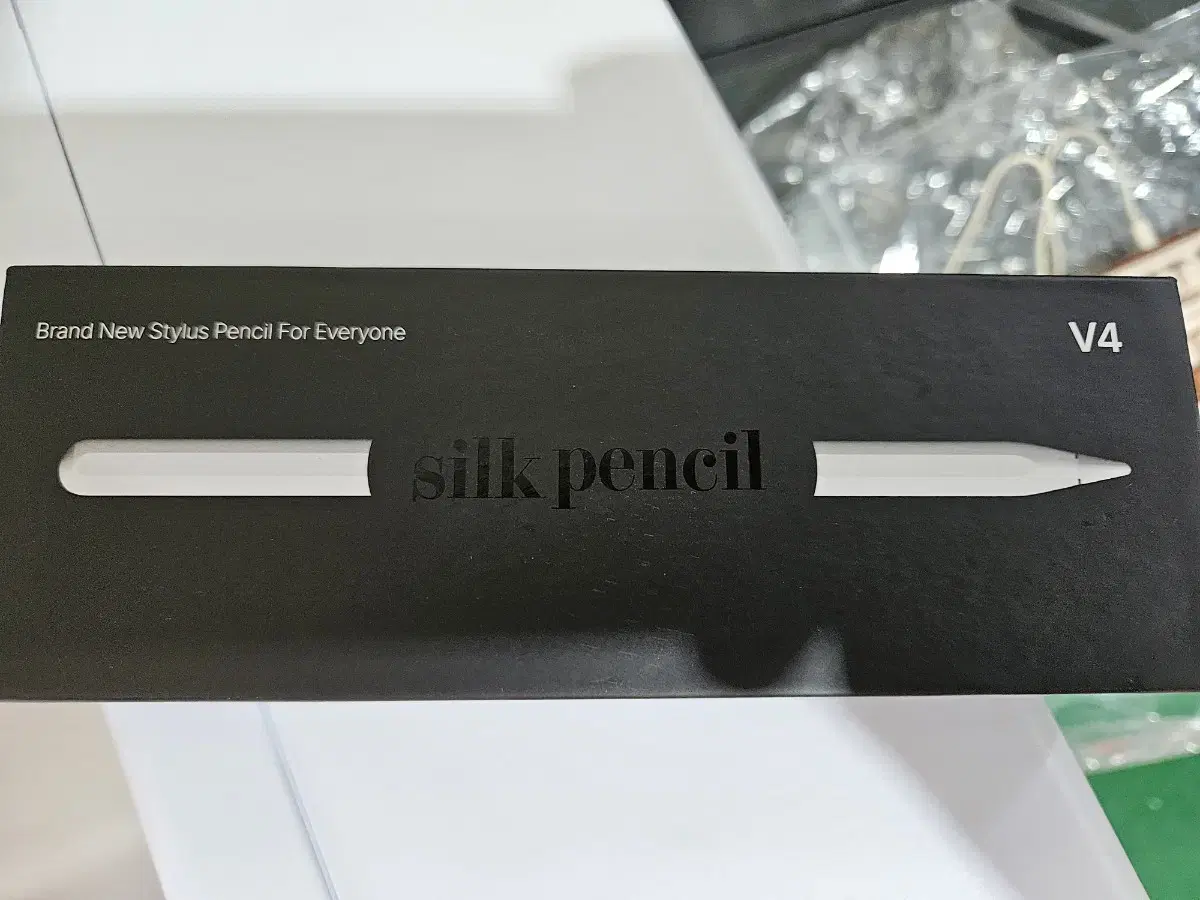 Brand New Stylus Pencil For Everyone
V4
silk pencil